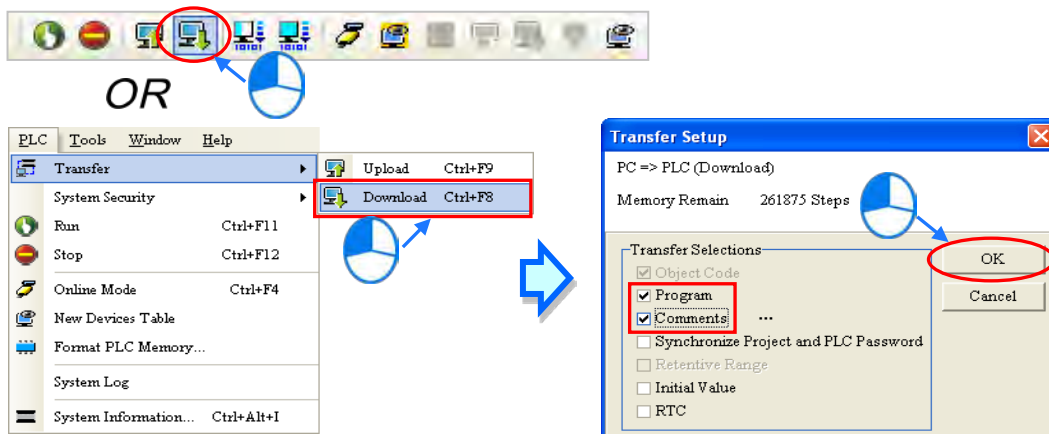 OR
PLC Tools Window Help
Transfer
Upload Ctrl+F9
System Security
Download Ctrl+F8
Run Ctrl+F11
Stop Ctrl+F12
Online Mode Ctrl+F4
New Devices Table
Format PLC Memory...
System Log
System Information... Ctrl+Alt+I
Transfer Setup
PC => PLC (Download)
Memory Remain 261875 Steps
Transfer Selections
Object Code
Program
Comments ...
Synchronize Project and PLC Password
Retentive Range
Initial Value
RTC
OK
Cancel